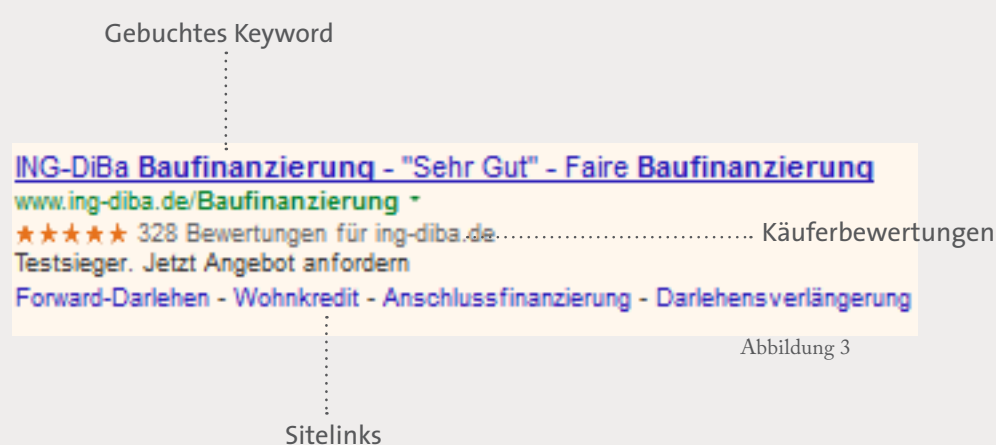 Gebuchtes Keyword
ING-DiBa Baufinanzierung - "Sehr Gut" - Faire Baufinanzierung
www.ing-diba.de/Baufinanzierung
328 Bewertungen für ing-diba.de
Käuferbewertungen
Testsieger. Jetzt Angebot anfordern
Forward-Darlehen - Wohnkredit - Anschlussfinanzierung - Darlehensverlängerung
Abbildung 3
Sitelinks